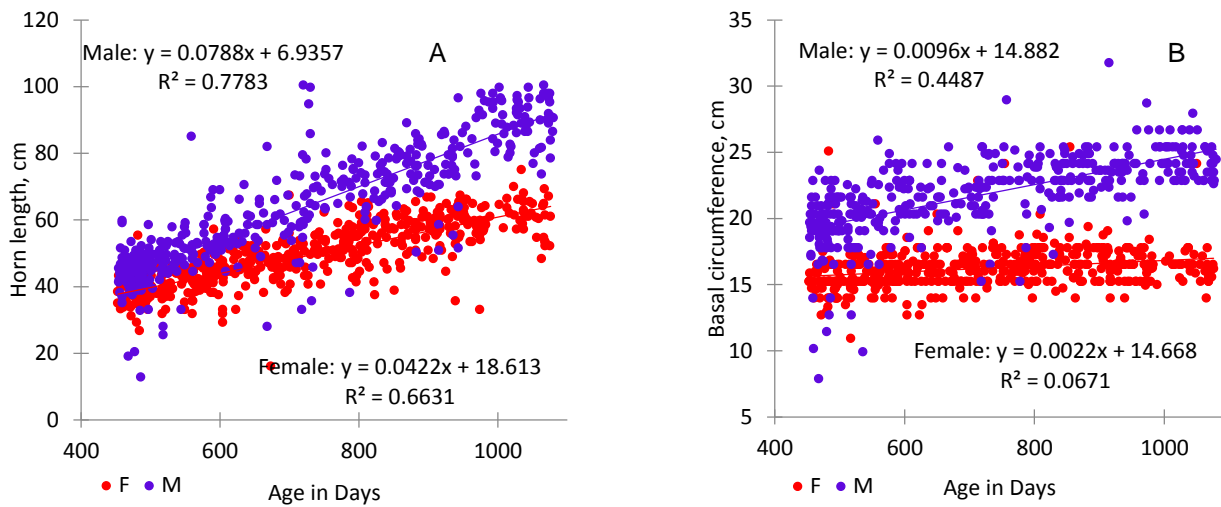 120
100
80
60
40
20
0
Horn length, cm
Male: y = 0.0788x + 6.9357
R² = 0.7783
A
Female: y = 0.0422x + 18.613
R² = 0.6631
400 600 800 1000
F M
Age in Days
35
30
25
20
15
10
5
Basal circumference, cm
Male: y = 0.0096x + 14.882
R² = 0.4487
B
Female: y = 0.0022x + 14.668
R² = 0.0671
400 600 800 1000
F M
Age in Days